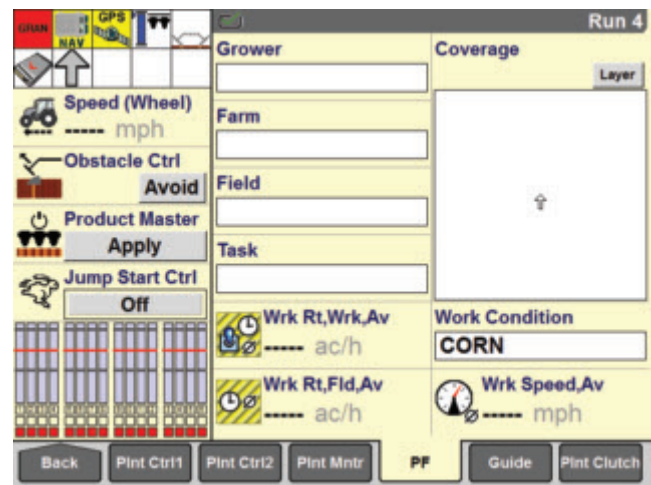 GRAN
NAV
GPS
Run 4
Speed (Wheel)
----- mph
Obstacle Ctrl
Avoid
Product Master
Apply
Jump Start Ctrl
Off
Grower
Farm
Field
Task
Wrk Rt,Wrk,Av
----- ac/h
Wrk Rt,Fld,Av
----- ac/h
Coverage
Layer
Work Condition
CORN
Wrk Speed,Av
----- mph
Back
Plnt Ctrl1
Plnt Ctrl2
Plnt Mntr
PF
Guide
Plnt Clutch